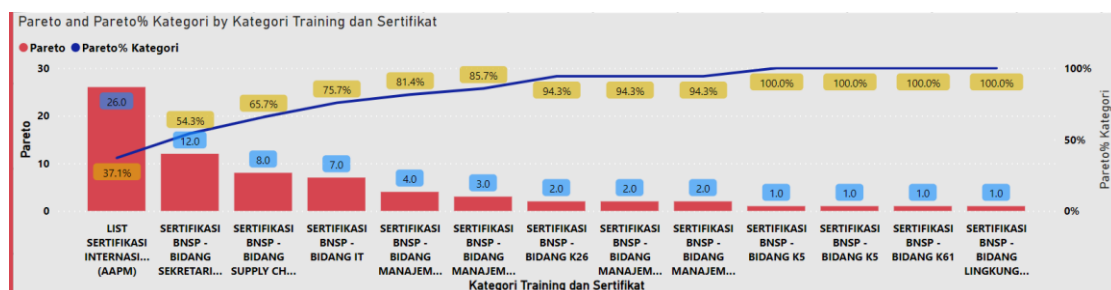 Pareto and Pareto% Kategori by Kategori Training dan Sertifikat
Pareto Pareto% Kategori
30
20
10
0
Pareto
100%
50%
0%
Pareto% Kategori
26.0
12.0
8.0
7.0
4.0
3.0
2.0
2.0
2.0
1.0
1.0
1.0
1.0
37.1%
54.3%
65.7%
75.7%
81.4%
85.7%
94.3%
94.3%
94.3%
100.0%
100.0%
100.0%
100.0%
LIST
SERTIFIKASI
INTERNASI...
(AAPM)
SERTIFIKASI
BNSP -
BIDANG
SEKRETARI...
SERTIFIKASI
BNSP -
BIDANG
SUPPLY CH...
SERTIFIKASI
BNSP -
BIDANG IT
SERTIFIKASI
BNSP -
BIDANG
MANAJEM...
SERTIFIKASI
BNSP -
BIDANG
MANAJEM...
SERTIFIKASI
BNSP -
BIDANG K26
SERTIFIKASI
BNSP -
BIDANG
MANAJEM...
SERTIFIKASI
BNSP -
BIDANG
MANAJEM...
SERTIFIKASI
BNSP -
BIDANG K5
SERTIFIKASI
BNSP -
BIDANG K5
SERTIFIKASI
BNSP -
BIDANG K61
SERTIFIKASI
BNSP -
BIDANG
LINGKUNG...
Kategori Training dan Sertifikat